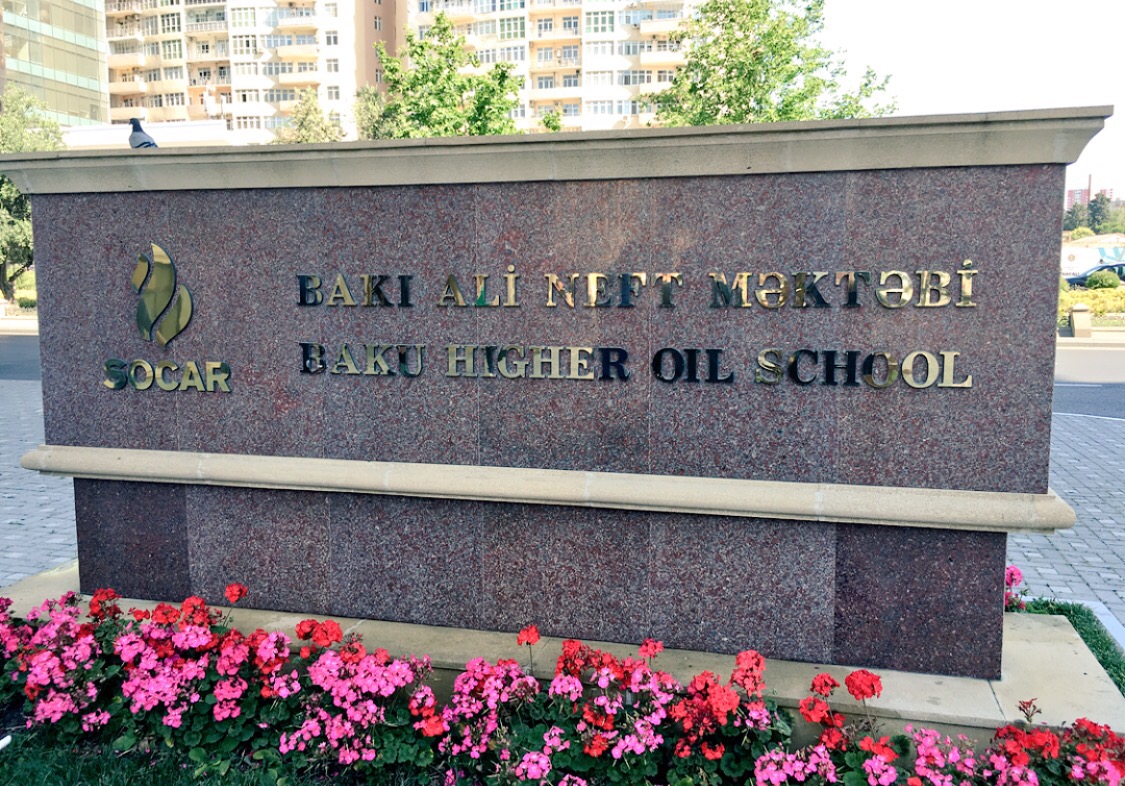 SOCAR
BAKI ALİ NEFT MƏKTƏBİ
BAKU HIGHER OIL SCHOOL